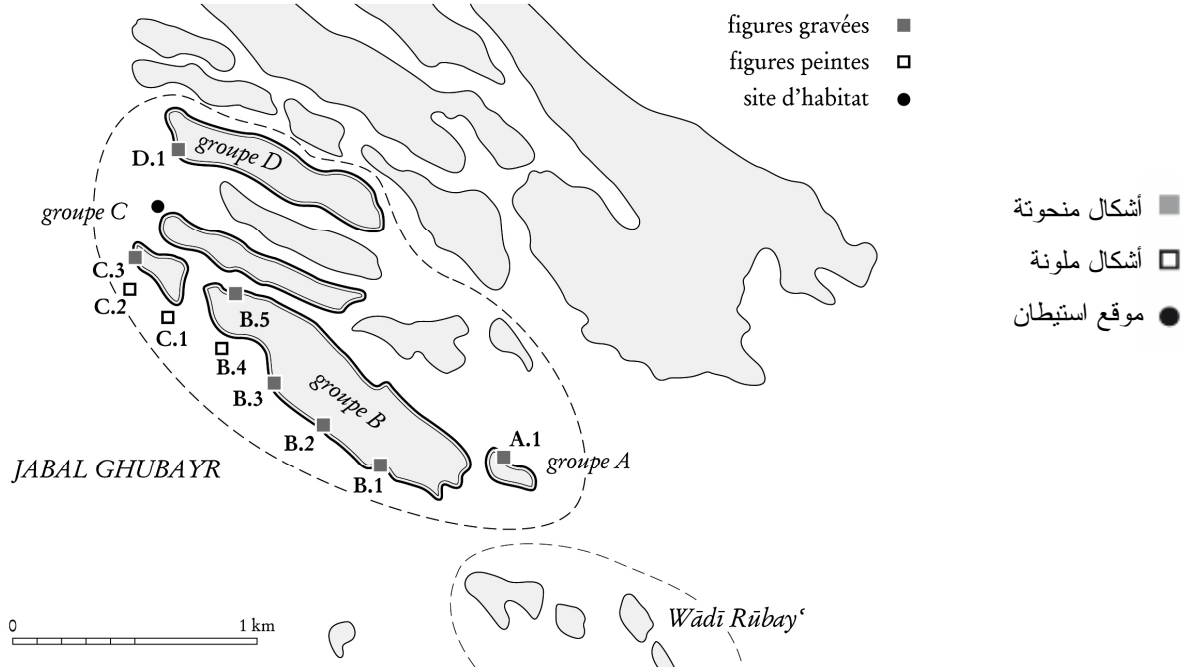 figures gravées
figures peintes
site d'habitat
أشكال منحوتة
أشكال ملونة
موقع استيطان
D.1
groupe D
groupe C
C.3
C.2
C.1
B.5
B.4
B.3
groupe B
B.2
B.1
A.1
groupe A
JABAL GHUBAYR
Wādī Rūbayʿ
0
1 km